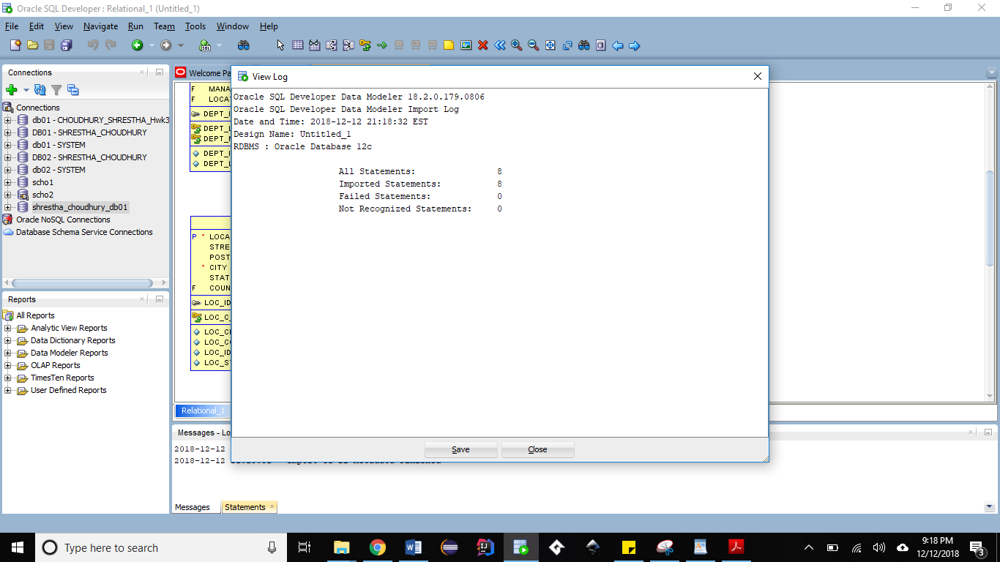 Oracle SQL Developer : Relational_1 (Untitled_1)
File Edit View Navigate Run Team Tools Window Help
Connections
Connections
db01 - CHOUDHURY_SHRESTHA_Hwk3
DB01 - SHRESTHA_CHOUDHURY
db01 - SYSTEM
DB02 - SHRESTHA_CHOUDHURY
db02 - SYSTEM
scho1
scho2
shrestha_choudhury_db01
Oracle NoSQL Connections
Database Schema Service Connections
Reports
All Reports
Analytic View Reports
Data Dictionary Reports
Data Modeler Reports
OLAP Reports
TimesTen Reports
User Defined Reports
Welcome Pa
F MANA
F LOCA
DEPT_I
DEPT_L
DEPT_M
DEPT_
DEPT_L
P * LOCA
STRE
POST
* CITY
STAT
F COUN
LOC_ID
LOC_C_
LOC_CI
LOC_CO
LOC_ID
LOC_ST
Relational_1
View Log
Oracle SQL Developer Data Modeler 18.2.0.179.0806
Oracle SQL Developer Data Modeler Import Log
Date and Time: 2018-12-12 21:18:32 EST
Design Name: Untitled_1
RDBMS : Oracle Database 12c
All Statements: 8
Imported Statements: 8
Failed Statements: 0
Not Recognized Statements: 0
Save Close
Messages - Lo
2018-12-12
2018-12-12
Messages Statements
Type here to search
9:18 PM
12/12/2018
3